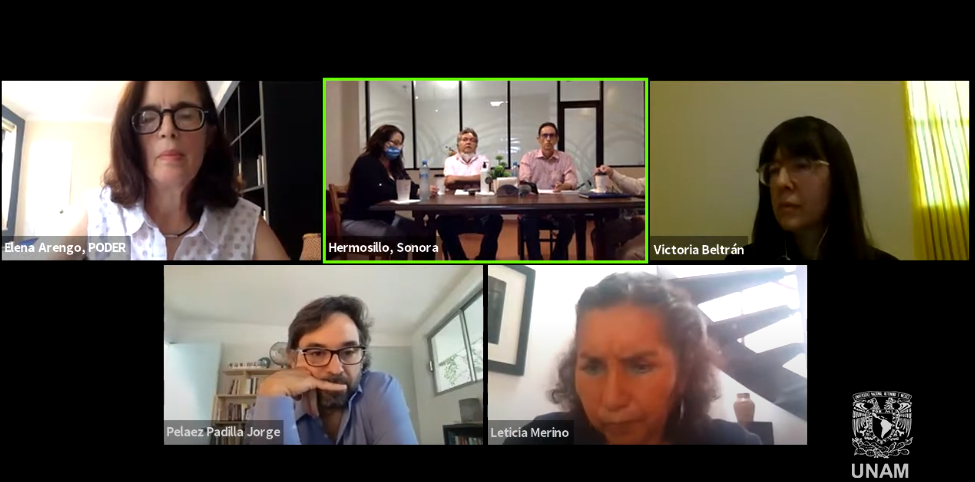 Elena Arengo, PODER
Hermosillo, Sonora
Victoria Beltrán
Pelaez Padilla Jorge
Leticia Merino
UNAM